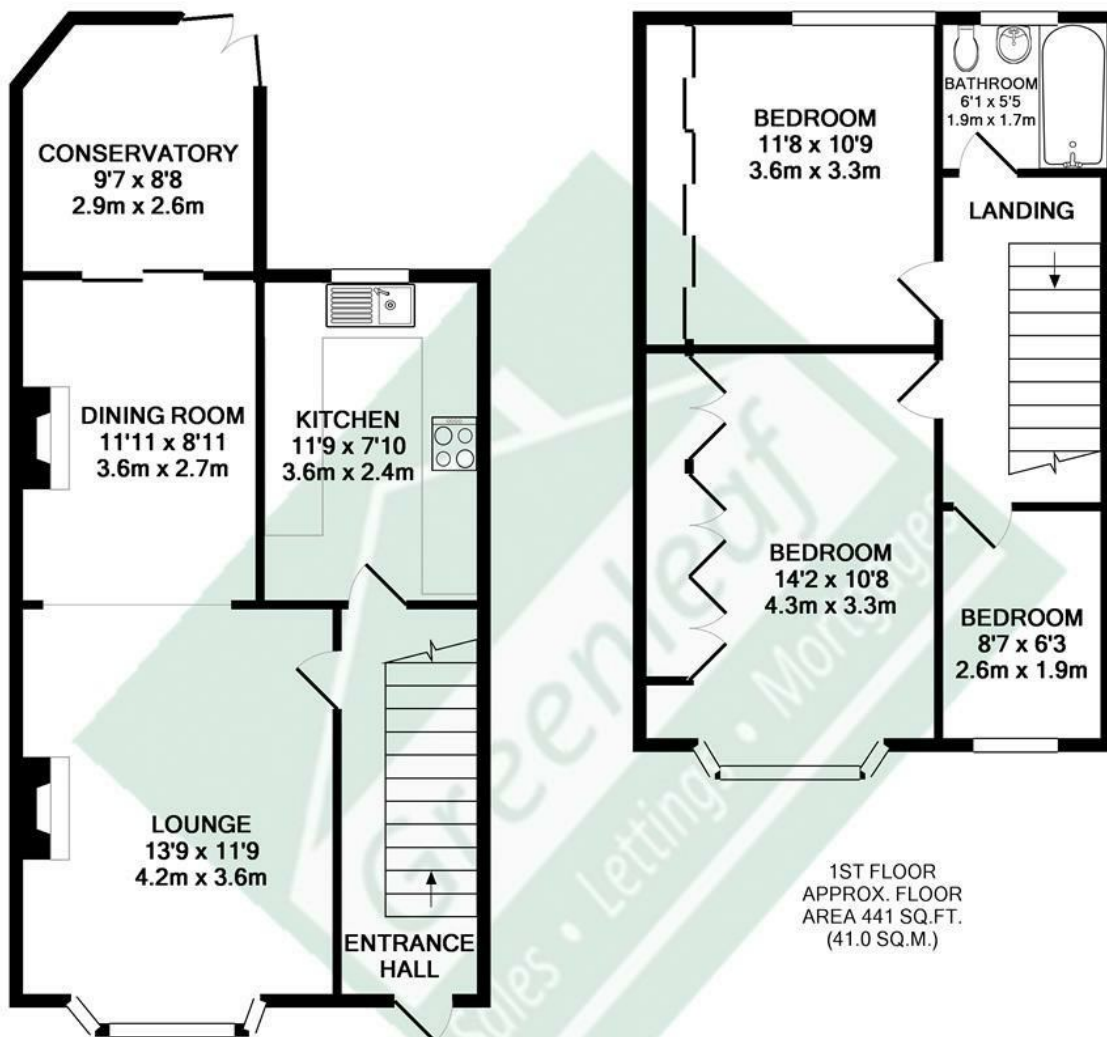 CONSERVATORY
9'7 x 8'8
2.9m x 2.6m
DINING ROOM
11'11 x 8'11
3.6m x 2.7m
KITCHEN
11'9 x 7'10
3.6m x 2.4m
LOUNGE
13'9 x 11'9
4.2m x 3.6m
ENTRANCE
HALL
BEDROOM
11'8 x 10'9
3.6m x 3.3m
BATHROOM
6'1 x 5'5
1.9m x 1.7m
LANDING
BEDROOM
14'2 x 10'8
4.3m x 3.3m
BEDROOM
8'7 x 6'3
2.6m x 1.9m
1ST FLOOR
APPROX. FLOOR
AREA 441 SQ.FT.
(41.0 SQ.M.)
Greenleaf
Sales • Lettings • Mortgages